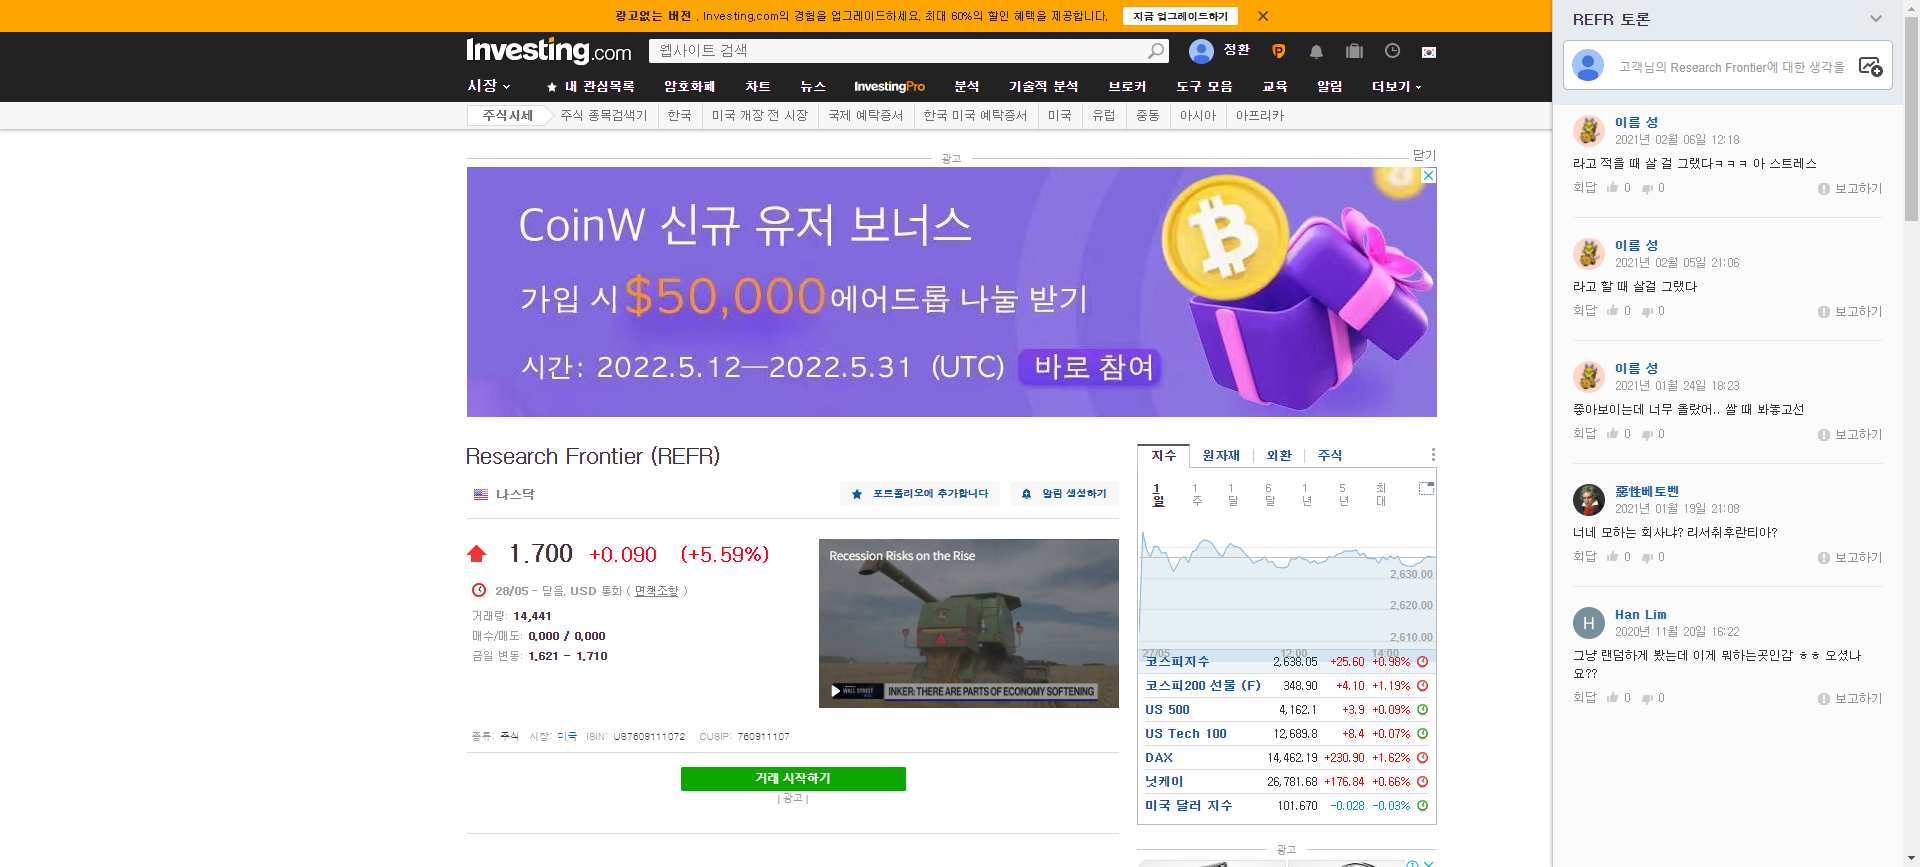 광고없는 버전 . Investing.com의 경험을 업그레이드하세요. 최대 60%의 할인 혜택을 제공합니다. 지금 업그레이드하기
Investing.com
웹사이트 검색
정환
시장 내 관심목록 암호화폐 차트 뉴스 InvestingPro 분석 기술적 분석 브로커 도구 모음 교육 알림 더보기
주식시세 주식 종목검색기 한국 미국 개장 전 시장 국제 예탁증서 한국 미국 예탁증서 미국 유럽 중동 아시아 아프리카
광고 닫기
CoinW 신규 유저 보너스
가입 시 $50,000 에어드롭 나눌 받기
시간: 2022.5.12—2022.5.31 (UTC) 바로 참여
Research Frontier (REFR)
나스닥
포트폴리오에 추가합니다 알림 생성하기
1.700 +0.090 (+5.59%)
28/05 - 닫음. USD 통화 ( 면책조항 )
거래량: 14,441
매수/매도: 0.000 / 0.000
금일 변동: 1.621 - 1.710
Recession Risks on the Rise
WALL STREET
INKER: THERE ARE PARTS OF ECONOMY SOFTENING
종류: 주식 시장: 미국 ISIN: US7609111072 CUSIP: 760911107
거래 시작하기
| 광고 |
지수 원자재 외환 주식
1일 1주 1달 6달 1년 5년 최대
2,630.00
2,620.00
2,610.00
27/05 12:00 14:00
코스피지수 2,638.05 +25.60 +0.98%
코스피200 선물 (F) 348.90 +4.10 +1.19%
US 500 4,162.1 +3.9 +0.09%
US Tech 100 12,689.8 +8.4 +0.07%
DAX 14,462.19 +230.90 +1.62%
닛케이 26,781.68 +176.84 +0.66%
미국 달러 지수 101.670 -0.028 -0.03%
광고
REFR 토론
고객님의 Research Frontier에 대한 생각을
이름 성
2021년 02월 06일 12:18
라고 적을 때 살 걸 그랬다ㅋㅋㅋ 아 스트레스
회답 0 0 보고하기
이름 성
2021년 02월 05일 21:06
라고 할 때 살걸 그랬다
회답 0 0 보고하기
이름 성
2021년 01월 24일 18:23
좋아보이는데 너무 올랐어.. 쌀 때 봐놓고선
회답 0 0 보고하기
惡性베토벤
2021년 01월 19일 21:08
너네 모하는 회사냐? 리서취후란티아?
회답 0 0 보고하기
H
Han Lim
2020년 11월 20일 16:22
그냥 랜덤하게 봤는데 이게 뭐하는곳인감 ㅎㅎ 오셨나
요??
회답 0 0 보고하기